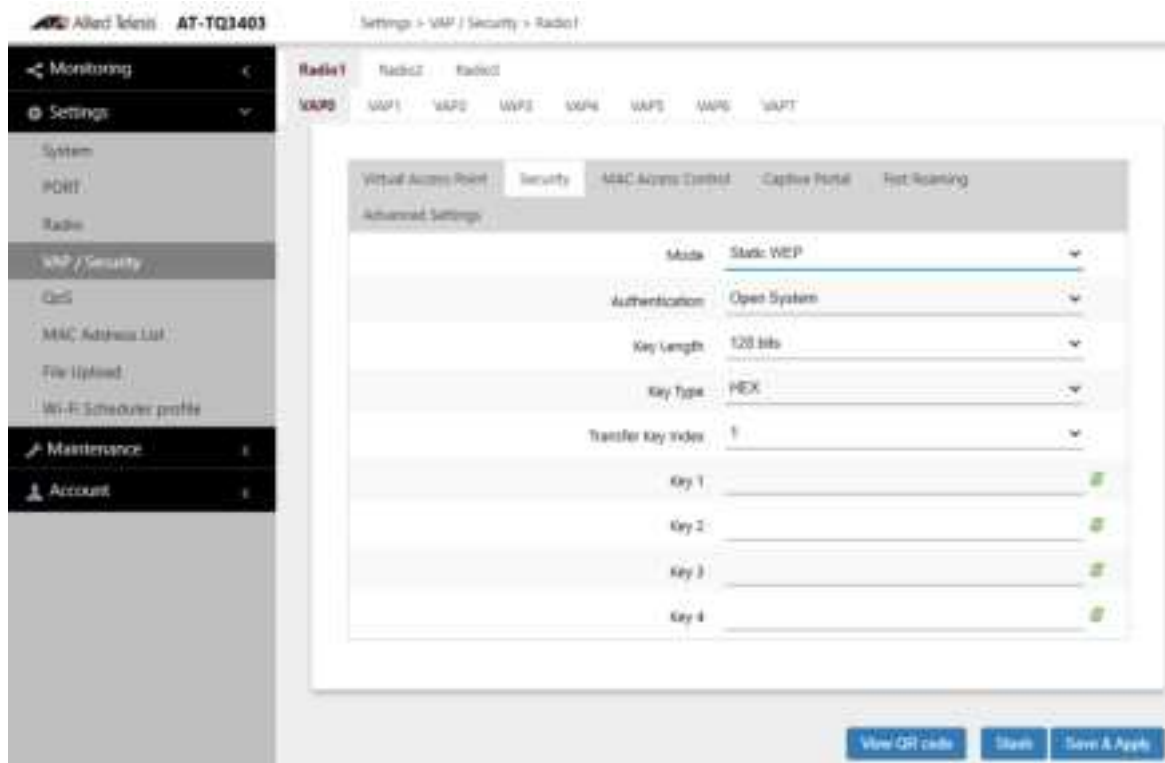 Allied Telesis AT-TQ3403 Settings > VAP / Security > Radio1
Monitoring
Settings
System
PORT
Radio
VAP / Security
QoS
MAC Address List
File Upload
Wi-Fi Scheduler profile
Maintenance
Account
Radio1 Radio2 Radio3
VAP0 VAP1 VAP2 VAP3 VAP4 VAP5 VAP6 VAP7
Virtual Access Point Security MAC Access Control Captive Portal Fast Roaming
Advanced Settings
Mode Static WEP
Authentication Open System
Key Length 128 bits
Key Type HEX
Transfer Key Index 1
Key 1
Key 2
Key 3
Key 4
View QR code Stash Save & Apply